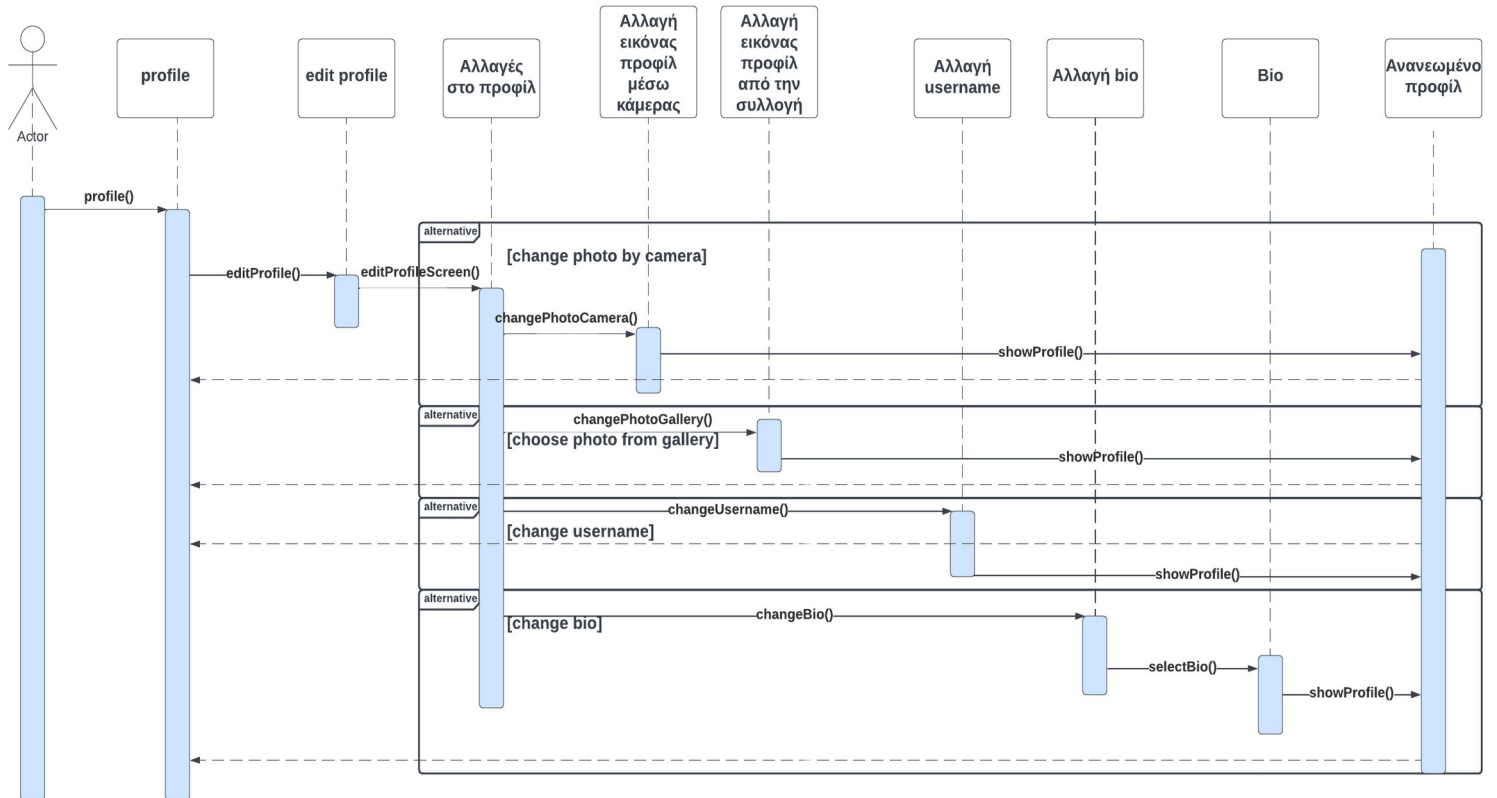 Actor
profile
edit profile
Αλλαγές
στο προφίλ
Αλλαγή
εικόνας
προφίλ
μέσω
κάμερας
Αλλαγή
εικόνας
προφίλ
από την
συλλογή
Αλλαγή
username
Αλλαγή bio
Bio
Ανανεωμένο
προφίλ
profile()
alternative
[change photo by camera]
editProfile()
editProfileScreen()
changePhotoCamera()
showProfile()
alternative
changePhotoGallery()
[choose photo from gallery]
showProfile()
alternative
changeUsername()
[change username]
showProfile()
alternative
changeBio()
[change bio]
selectBio()
showProfile()